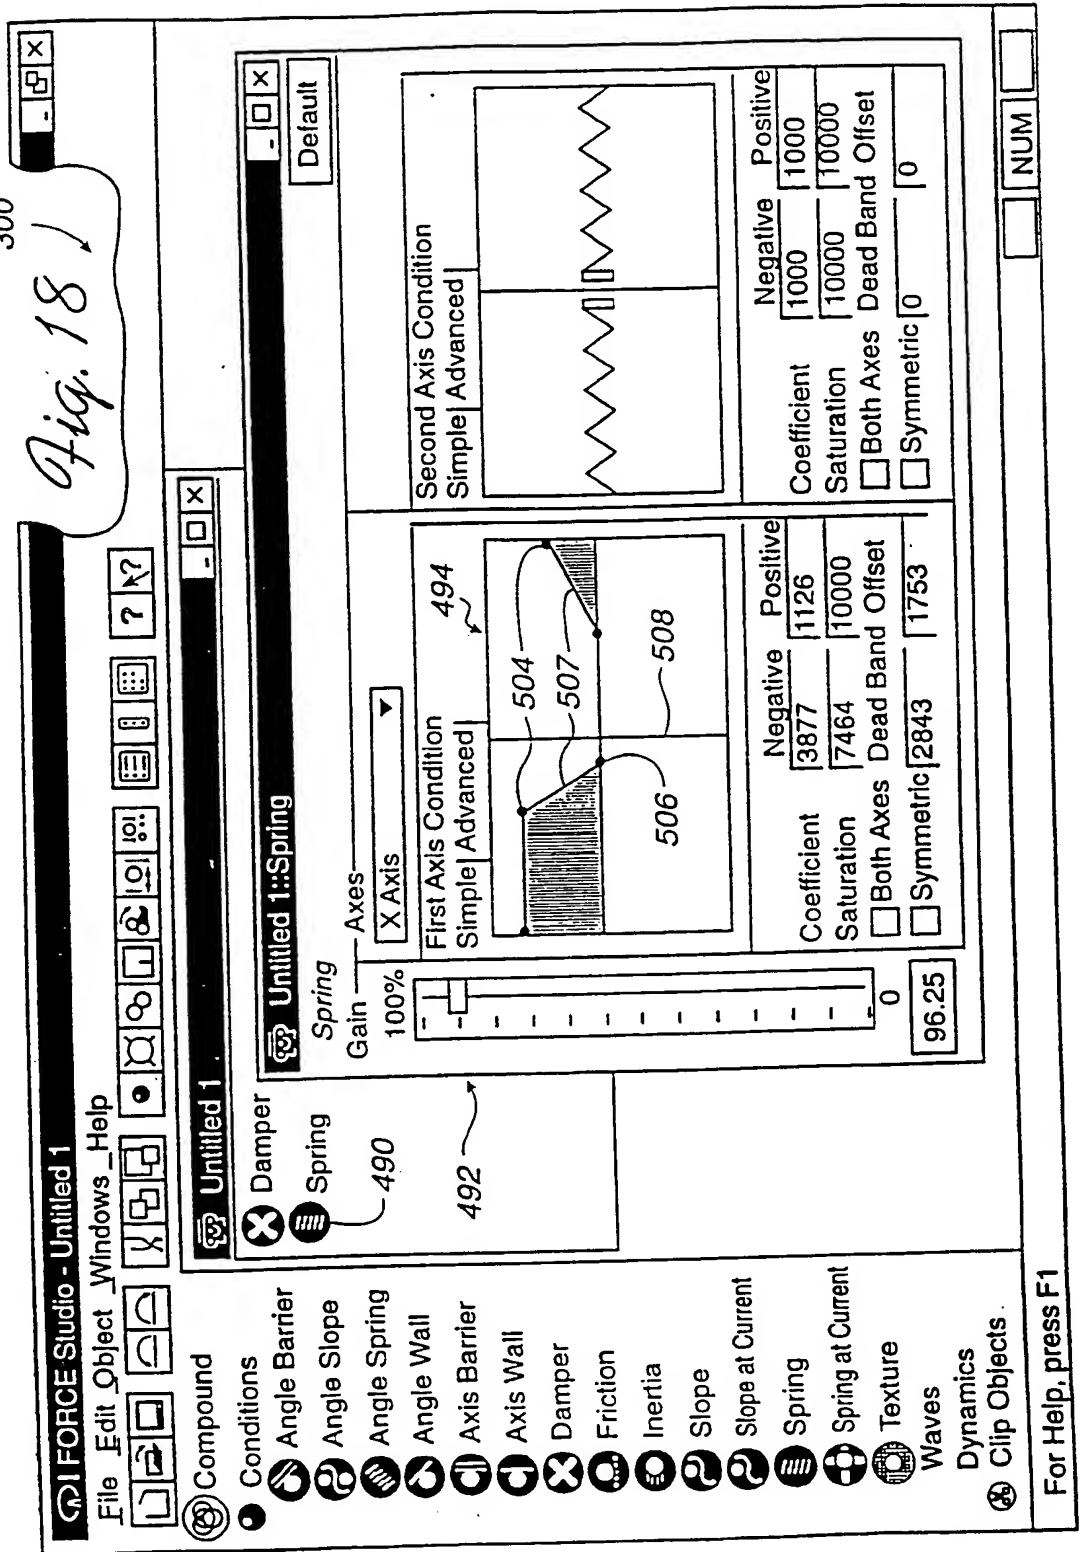 300
Fig. 18
I FORCE Studio - Untitled 1
File Edit Object Windows Help
Compound
Conditions
Angle Barrier
Angle Slope
Angle Spring
Angle Wall
Axis Barrier
Axis Wall
Damper
Friction
Inertia
Slope
Slope at Current
Spring
Spring at Current
Texture
Waves
Dynamics
Clip Objects
Untitled 1
Damper
Spring
490
492
Untitled 1::Spring
Default
Spring
Gain
100%
0
96.25
Axes
X Axis
First Axis Condition
Simple Advanced
494
504
507
508
506
Negative Positive
Coefficient 3877 1126
Saturation 7464 10000
Both Axes Dead Band Offset
Symmetric 2843 1753
Second Axis Condition
Simple Advanced
Negative Positive
Coefficient 1000 1000
Saturation 10000 10000
Both Axes Dead Band Offset
Symmetric 0 0
For Help, press F1
NUM